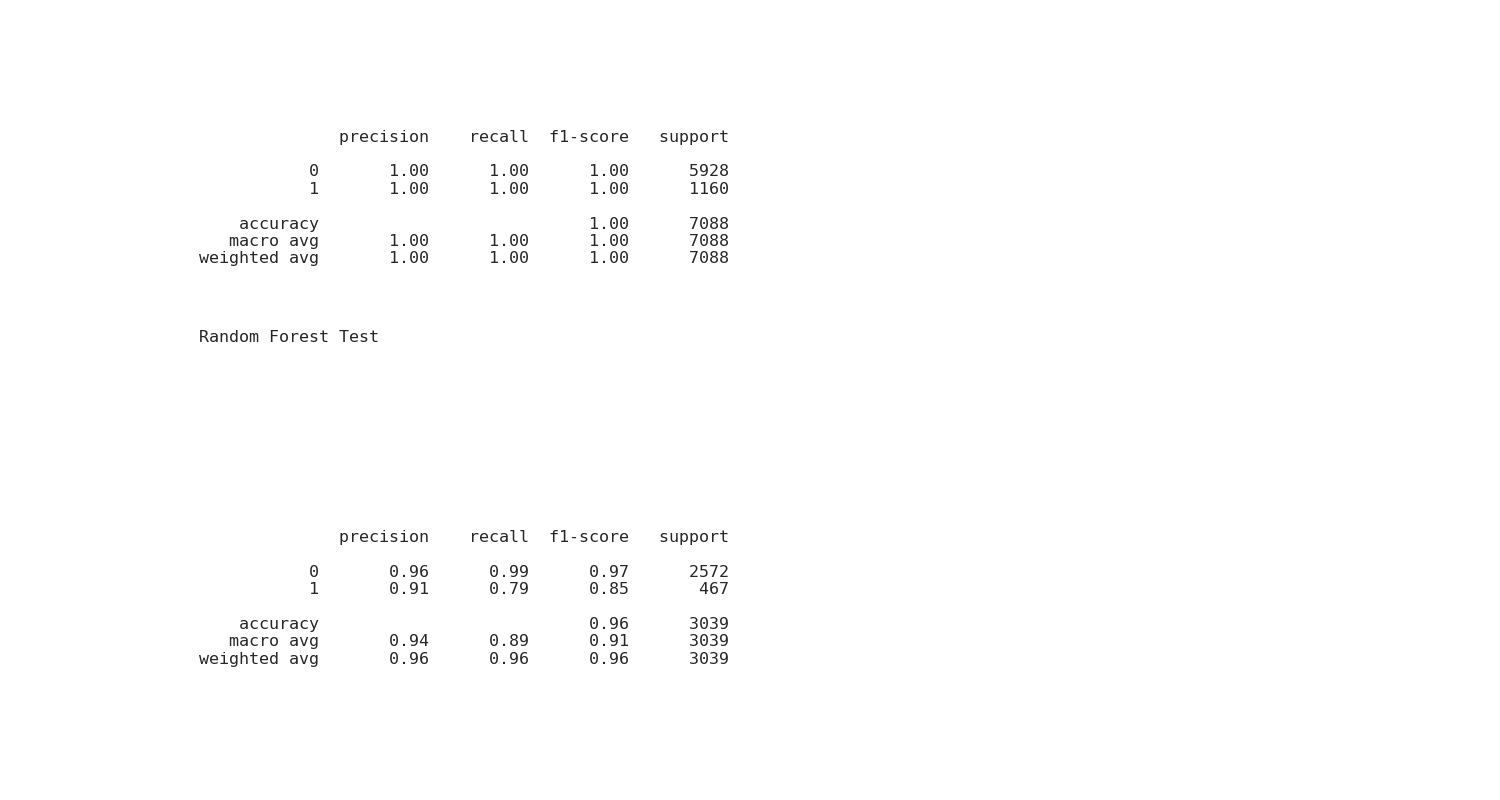 precision recall f1-score support
0 1.00 1.00 1.00 5928
1 1.00 1.00 1.00 1160
accuracy 1.00 7088
macro avg 1.00 1.00 1.00 7088
weighted avg 1.00 1.00 1.00 7088
Random Forest Test
precision recall f1-score support
0 0.96 0.99 0.97 2572
1 0.91 0.79 0.85 467
accuracy 0.96 3039
macro avg 0.94 0.89 0.91 3039
weighted avg 0.96 0.96 0.96 3039